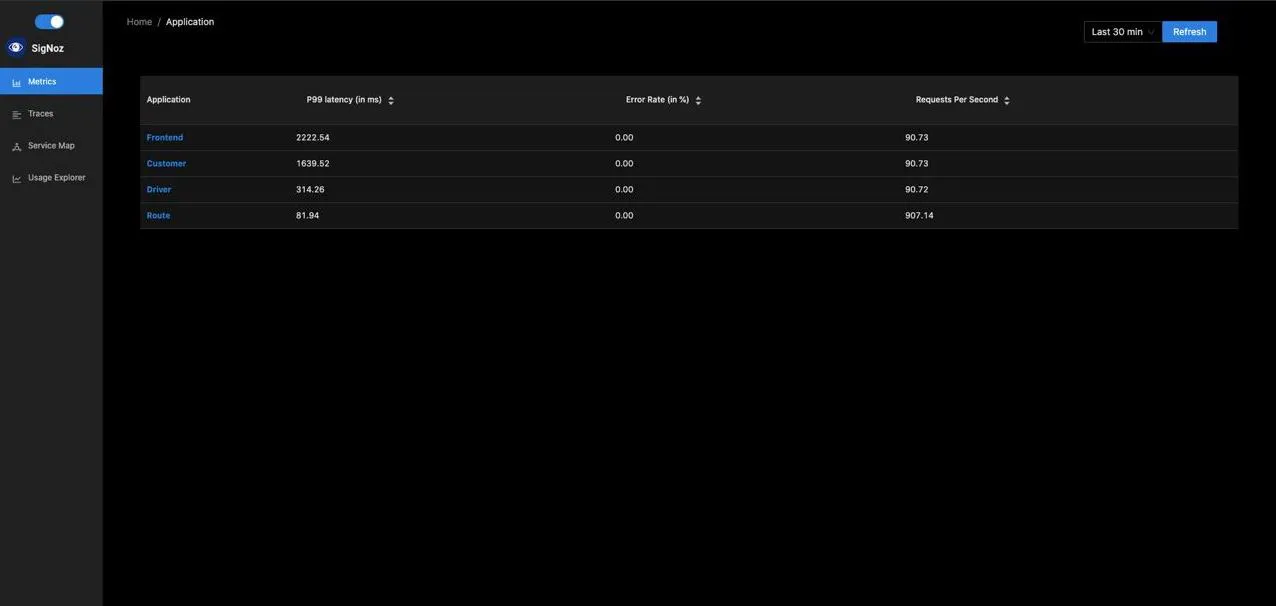 Home / Application
Last 30 min
Refresh
SigNoz
Metrics
Traces
Service Map
Usage Explorer
Application P99 latency (in ms) Error Rate (in %) Requests Per Second
Frontend 2222.54 0.00 90.73
Customer 1639.52 0.00 90.73
Driver 314.26 0.00 90.72
Route 81.94 0.00 907.14